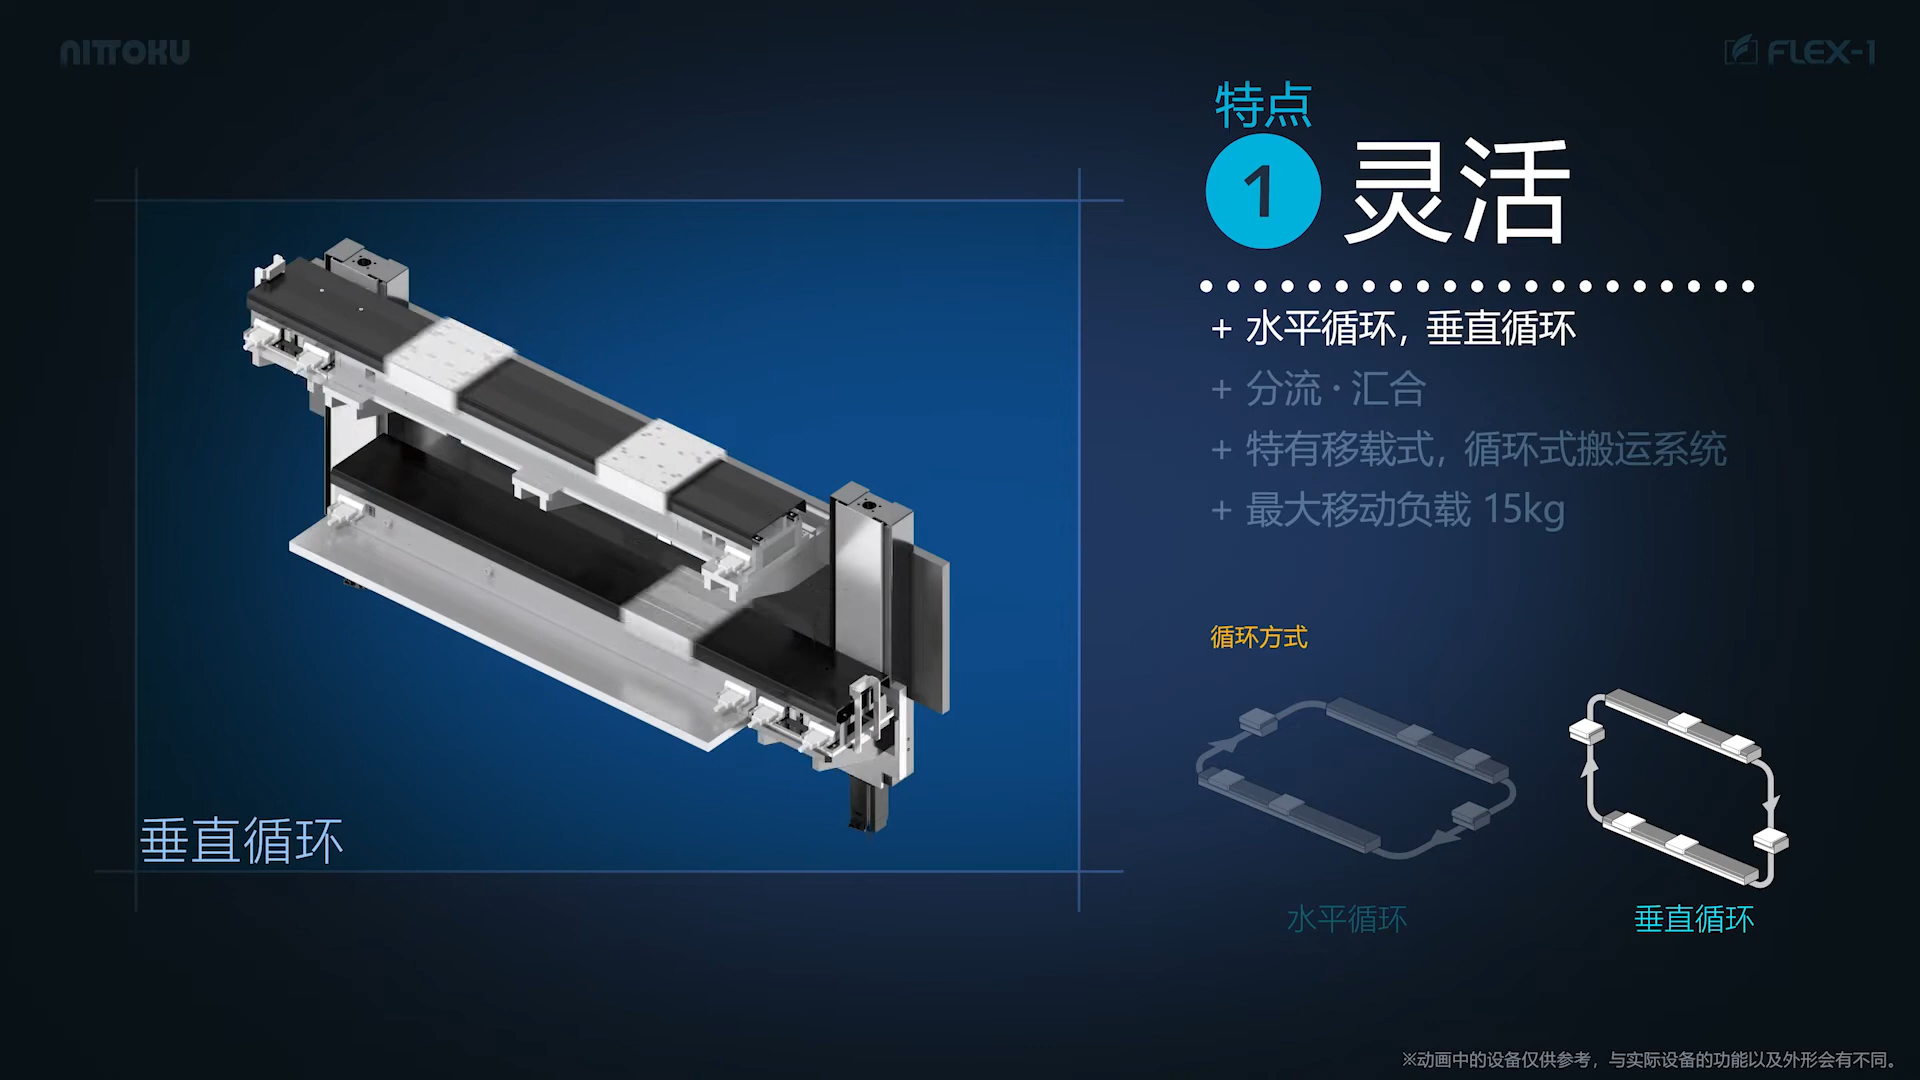 NITTOKU
FLEX-1
特点
1 灵活
+ 水平循环，垂直循环
+ 分流·汇合
+ 特有移载式，循环式搬运系统
+ 最大移动负载 15kg
循环方式
水平循环
垂直循环
垂直循环
※动画中的设备仅供参考，与实际设备的功能以及外形会有不同。